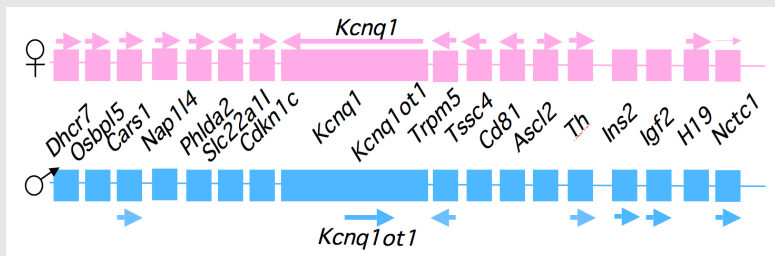 Kcnq1
♀
Dhcr7
Osbpl5
Cars1
Nap1l4
Phlda2
Slc22a1l
Cdkn1c
Kcnq1
Kcnq1ot1
Trpm5
Tssc4
Cd81
Ascl2
Th
Ins2
Igf2
H19
Nctc1
♂
Kcnq1ot1